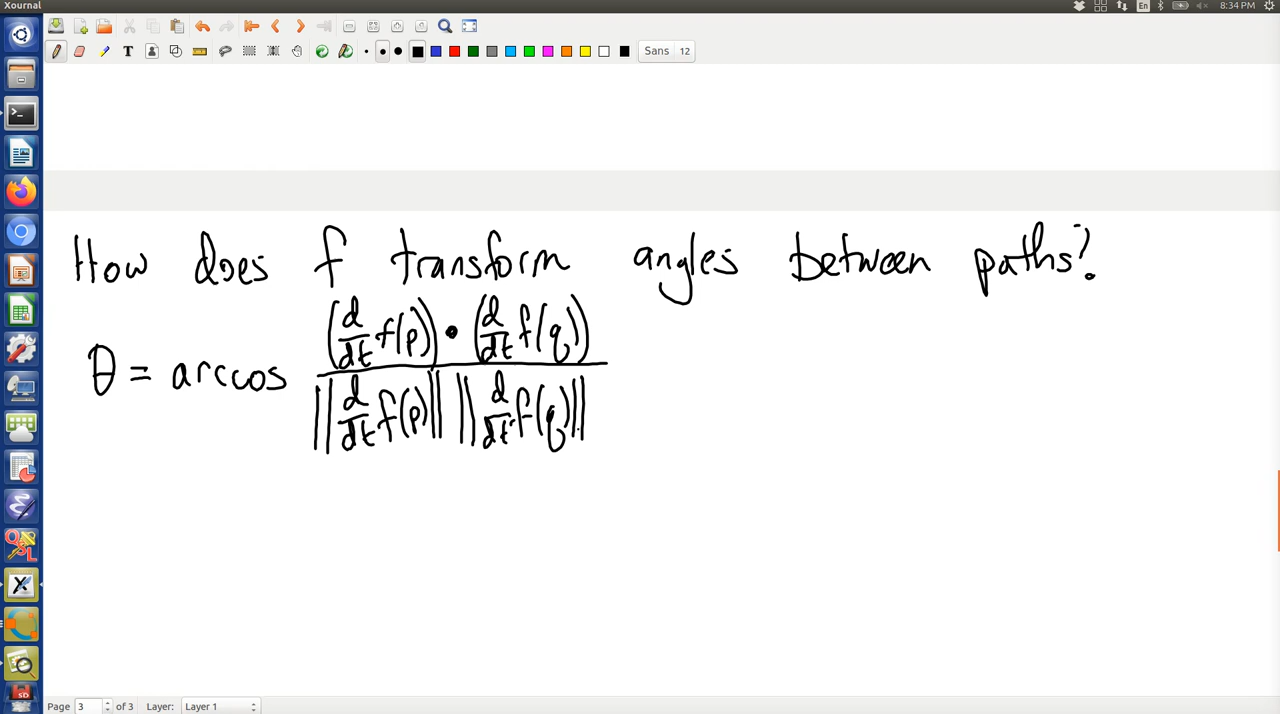 Xournal
En
8:34 PM
Sans 12
How does f transform angles between paths?
θ = arccos (d/dt f(p)) • (d/dt f(q)) / ||d/dt f(p)|| ||d/dt f(q)||
Page 3 of 3 Layer: Layer 1